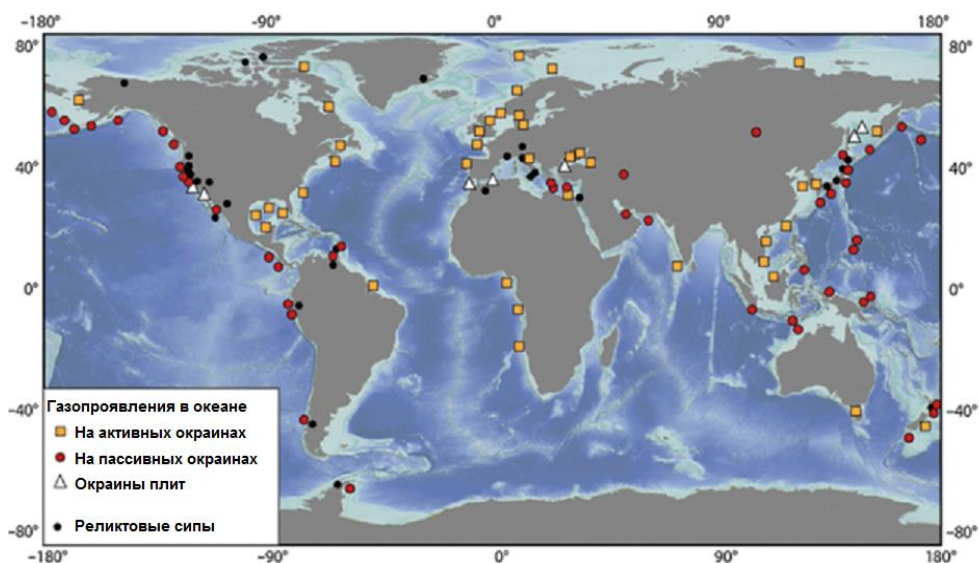 -180° -90° 0° 90° 180°
80° 80°
40° 40°
0° 0°
-40° -40°
-80° -80°
-180° -90° 0° 90° 180°
Газопроявления в океане
На активных окраинах
На пассивных окраинах
Окраины плит
Реликтовые сипы